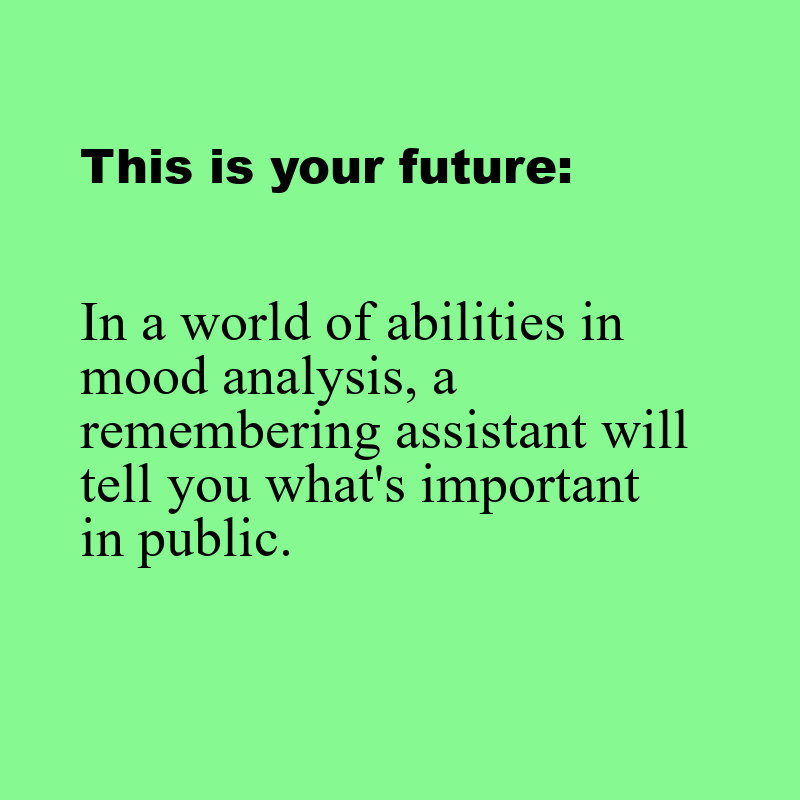 This is your future:
In a world of abilities in
mood analysis, a
remembering assistant will
tell you what's important
in public.